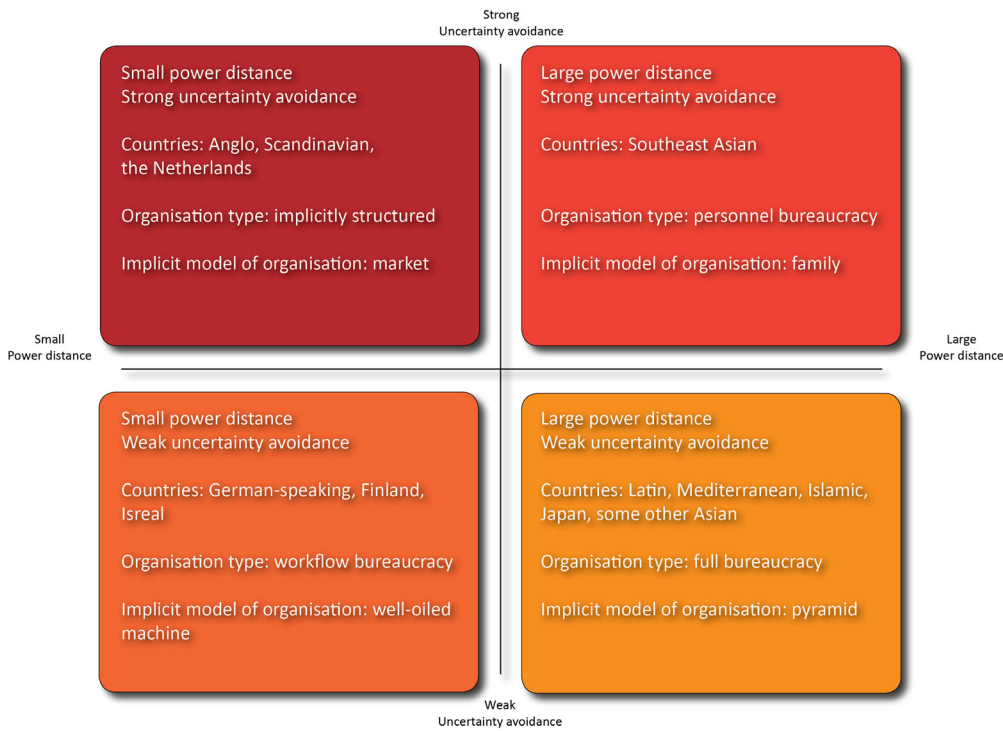 Strong
Uncertainty avoidance
Small power distance
Strong uncertainty avoidance
Countries: Anglo, Scandinavian,
the Netherlands
Organisation type: implicitly structured
Implicit model of organisation: market
Large power distance
Strong uncertainty avoidance
Countries: Southeast Asian
Organisation type: personnel bureaucracy
Implicit model of organisation: family
Small
Power distance
Large
Power distance
Small power distance
Weak uncertainty avoidance
Countries: German-speaking, Finland,
Isreal
Organisation type: workflow bureaucracy
Implicit model of organisation: well-oiled
machine
Large power distance
Weak uncertainty avoidance
Countries: Latin, Mediterranean, Islamic,
Japan, some other Asian
Organisation type: full bureaucracy
Implicit model of organisation: pyramid
Weak
Uncertainty avoidance